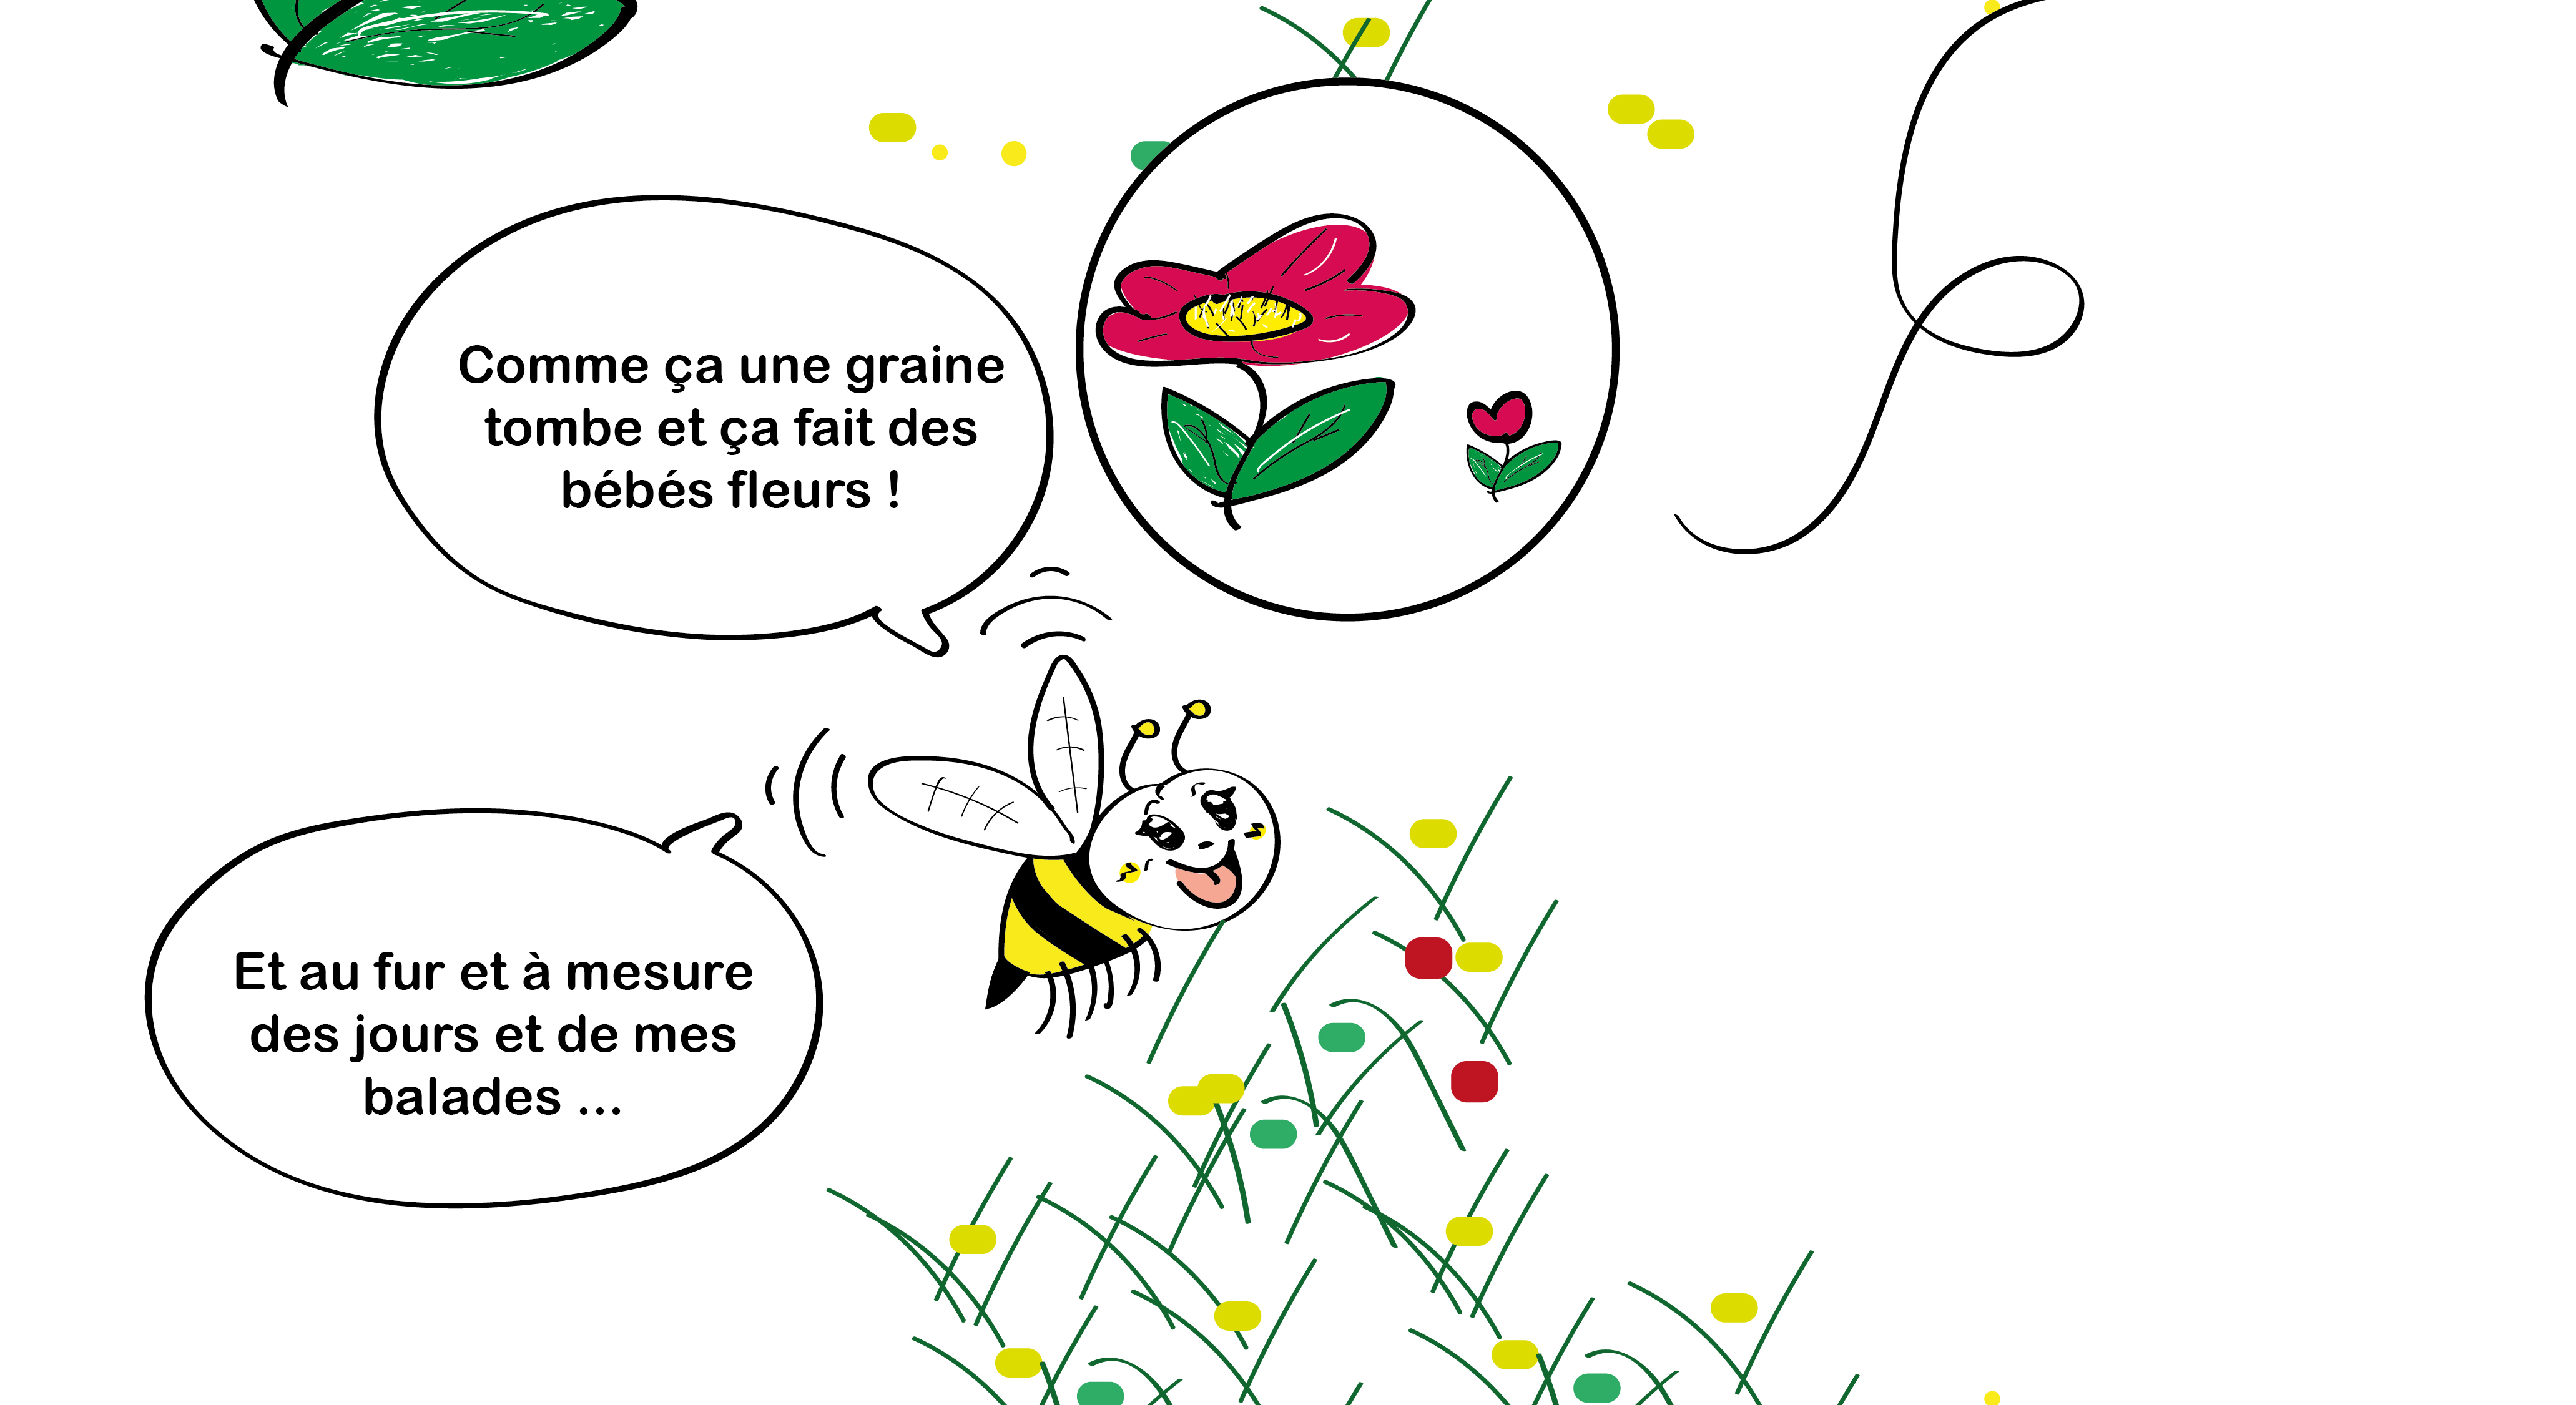 Comme ça une graine
tombe et ça fait des
bébés fleurs !
Et au fur et à mesure
des jours et de mes
balades ...